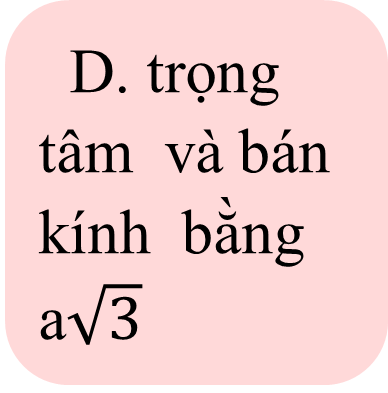 D. trọng
tâm và bán
kính bằng
a√3